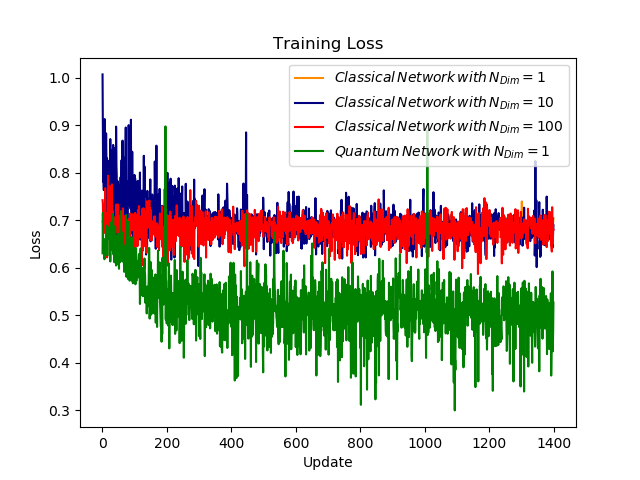 Training Loss
Classical Network with N_Dim = 1
Classical Network with N_Dim = 10
Classical Network with N_Dim = 100
Quantum Network with N_Dim = 1
1.0
0.9
0.8
0.7
0.6
0.5
0.4
0.3
Loss
0 200 400 600 800 1000 1200 1400
Update